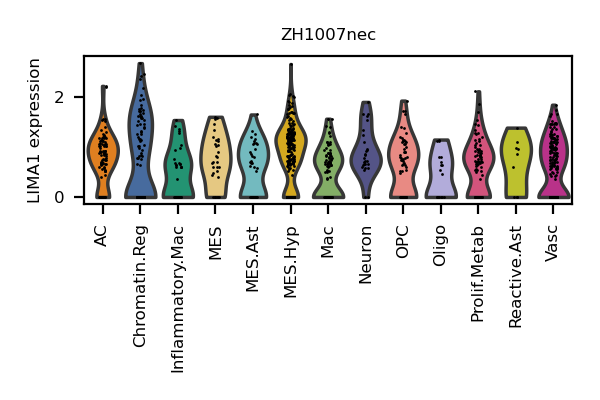 ZH1007nec
LIMA1 expression
2
0
AC
Chromatin.Reg
Inflammatory.Mac
MES
MES.Ast
MES.Hyp
Mac
Neuron
OPC
Oligo
Prolif.Metab
Reactive.Ast
Vasc